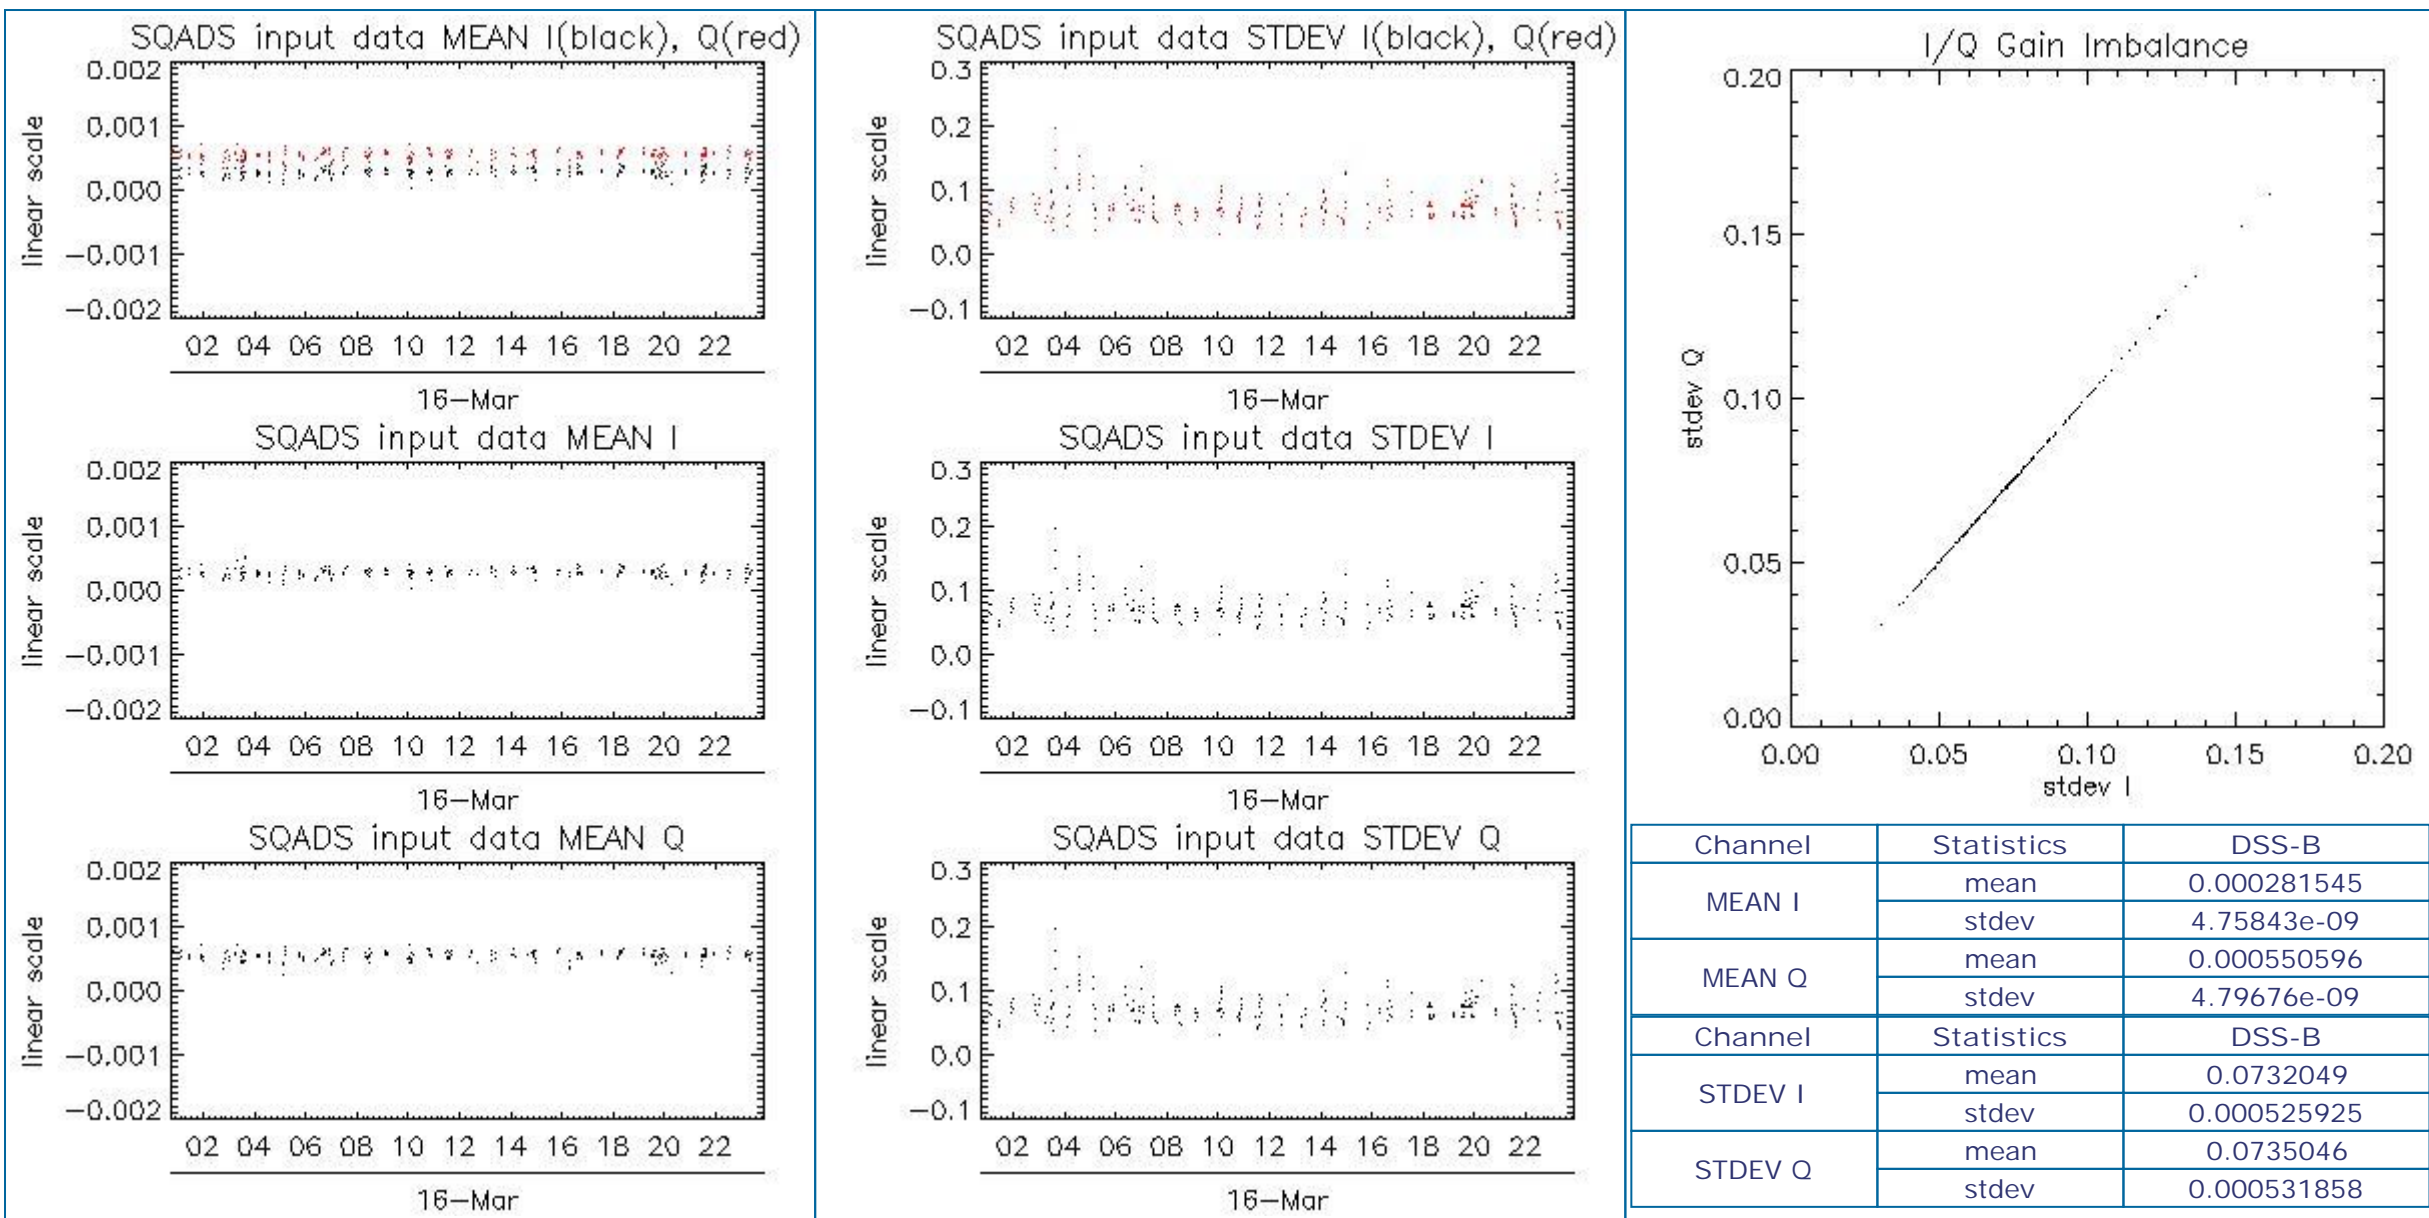 SQADS input data MEAN I(black), Q(red)
0.002
0.001
0.000
−0.001
−0.002
linear scale
02 04 06 08 10 12 14 16 18 20 22
16−Mar
SQADS input data MEAN I
0.002
0.001
0.000
−0.001
−0.002
linear scale
02 04 06 08 10 12 14 16 18 20 22
16−Mar
SQADS input data MEAN Q
0.002
0.001
0.000
−0.001
−0.002
linear scale
02 04 06 08 10 12 14 16 18 20 22
16−Mar
SQADS input data STDEV I(black), Q(red)
0.3
0.2
0.1
0.0
−0.1
linear scale
02 04 06 08 10 12 14 16 18 20 22
16−Mar
SQADS input data STDEV I
0.3
0.2
0.1
0.0
−0.1
linear scale
02 04 06 08 10 12 14 16 18 20 22
16−Mar
SQADS input data STDEV Q
0.3
0.2
0.1
0.0
−0.1
linear scale
02 04 06 08 10 12 14 16 18 20 22
16−Mar
I/Q Gain Imbalance
0.20
0.15
0.10
0.05
0.00
stdev Q
0.00 0.05 0.10 0.15 0.20
stdev I
Channel Statistics DSS-B
MEAN I mean 0.000281545
stdev 4.75843e-09
MEAN Q mean 0.000550596
stdev 4.79676e-09
Channel Statistics DSS-B
STDEV I mean 0.0732049
stdev 0.000525925
STDEV Q mean 0.0735046
stdev 0.000531858